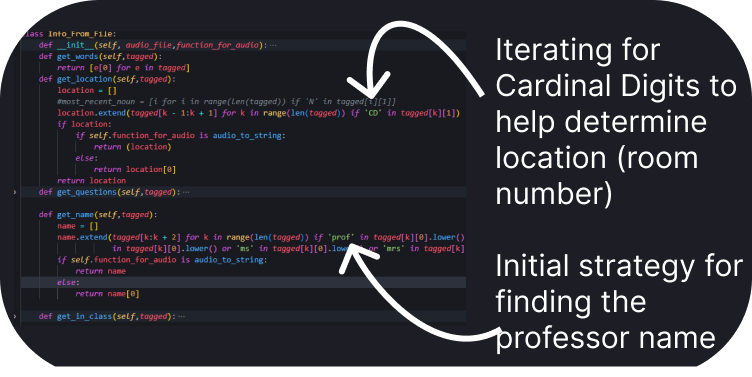 class Info_From_File:
def __init__(self, audio_file,function_for_audio): ...
def get_words(self,tagged):
return [e[0] for e in tagged]
def get_location(self,tagged):
location = []
#most_recent_noun = [i for i in range(len(tagged)) if 'N' in tagged[i][1]]
location.extend(tagged[k - 1:k + 1] for k in range(len(tagged)) if 'CD' in tagged[k][1])
if location:
if self.function_for_audio is audio_to_string:
return (location)
else:
return location[0]
return location
def get_questions(self,tagged): ...
def get_name(self,tagged):
name = []
name.extend(tagged[k:k + 2] for k in range(len(tagged)) if 'prof' in tagged[k][0].lower()
in tagged[k][0].lower() or 'ms' in tagged[k][0].low or 'mrs' in tagged[k]
if self.function_for_audio is audio_to_string:
return name
else:
return name[0]
def get_in_class(self,tagged): ...
Iterating for
Cardinal Digits to
help determine
location (room
number)
Initial strategy for
finding the
professor name